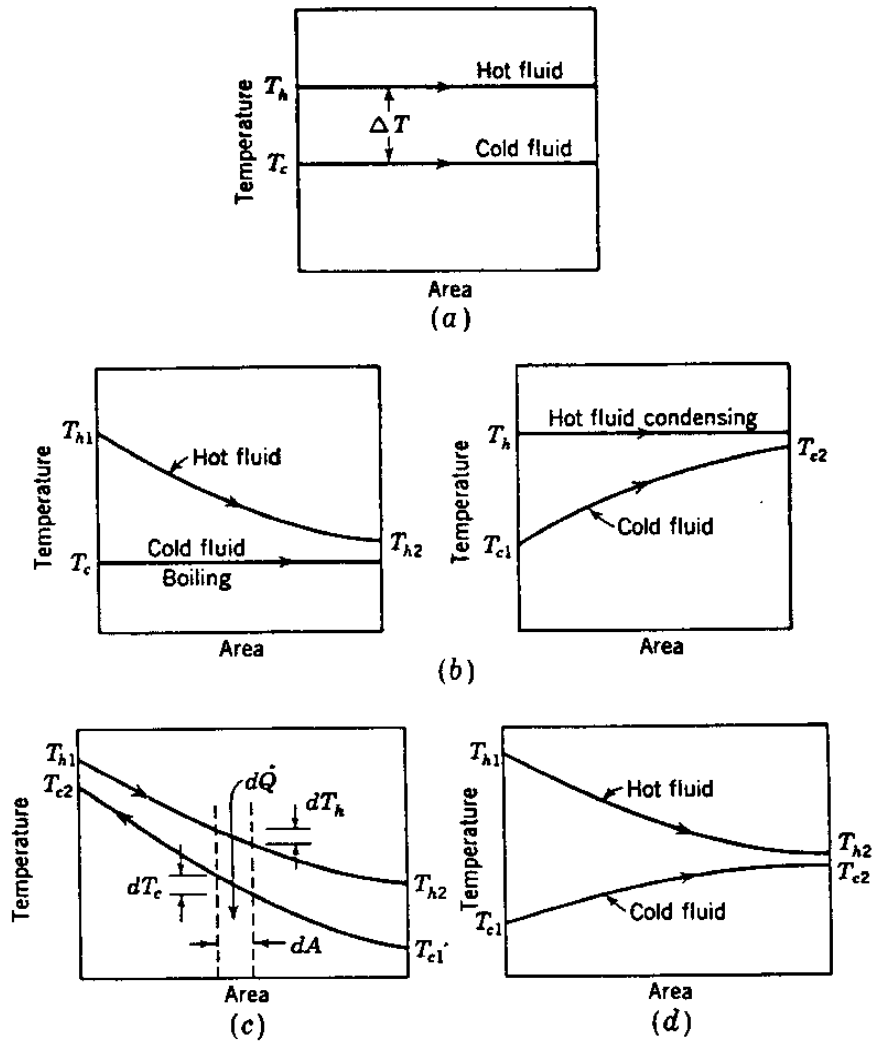 Temperature
T_h
Hot fluid
ΔT
T_c
Cold fluid
Area
(a)
Temperature
T_h1
Hot fluid
Cold fluid
T_c
Boiling
T_h2
Area
Temperature
Hot fluid condensing
T_h
T_c2
T_c1
Cold fluid
Area
(b)
Temperature
T_h1
T_c2
dQ̇
dT_h
dT_c
T_h2
dA
T_c1
Area
(c)
Temperature
T_h1
Hot fluid
T_h2
T_c2
T_c1
Cold fluid
Area
(d)